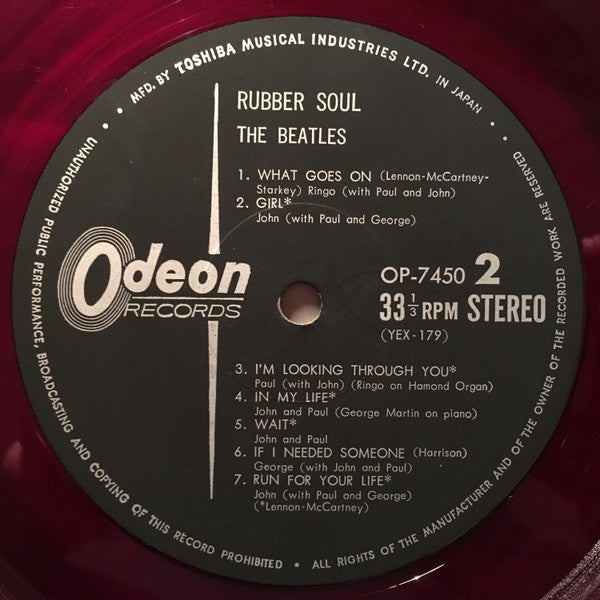 MFD. BY TOSHIBA MUSICAL INDUSTRIES LTD. IN JAPAN
RUBBER SOUL
THE BEATLES
1. WHAT GOES ON (Lennon-McCartney-
Starkey) Ringo (with Paul and John)
2. GIRL*
John (with Paul and George)
Odeon
RECORDS
OP-7450 2
33 1/3 RPM STEREO
(YEX-179)
3. I'M LOOKING THROUGH YOU*
Paul (with John) (Ringo on Hamond Organ)
4. IN MY LIFE*
John and Paul (George Martin on piano)
5. WAIT*
John and Paul
6. IF I NEEDED SOMEONE (Harrison)
George (with John and Paul)
7. RUN FOR YOUR LIFE*
John (with Paul and George)
(*Lennon-McCartney)
UNAUTHORIZED PUBLIC PERFORMANCE, BROADCASTING AND COPYING OF THIS RECORD PROHIBITED • ALL RIGHTS OF THE MANUFACTURER AND OF THE OWNER OF THE RECORDED WORK ARE RESERVED